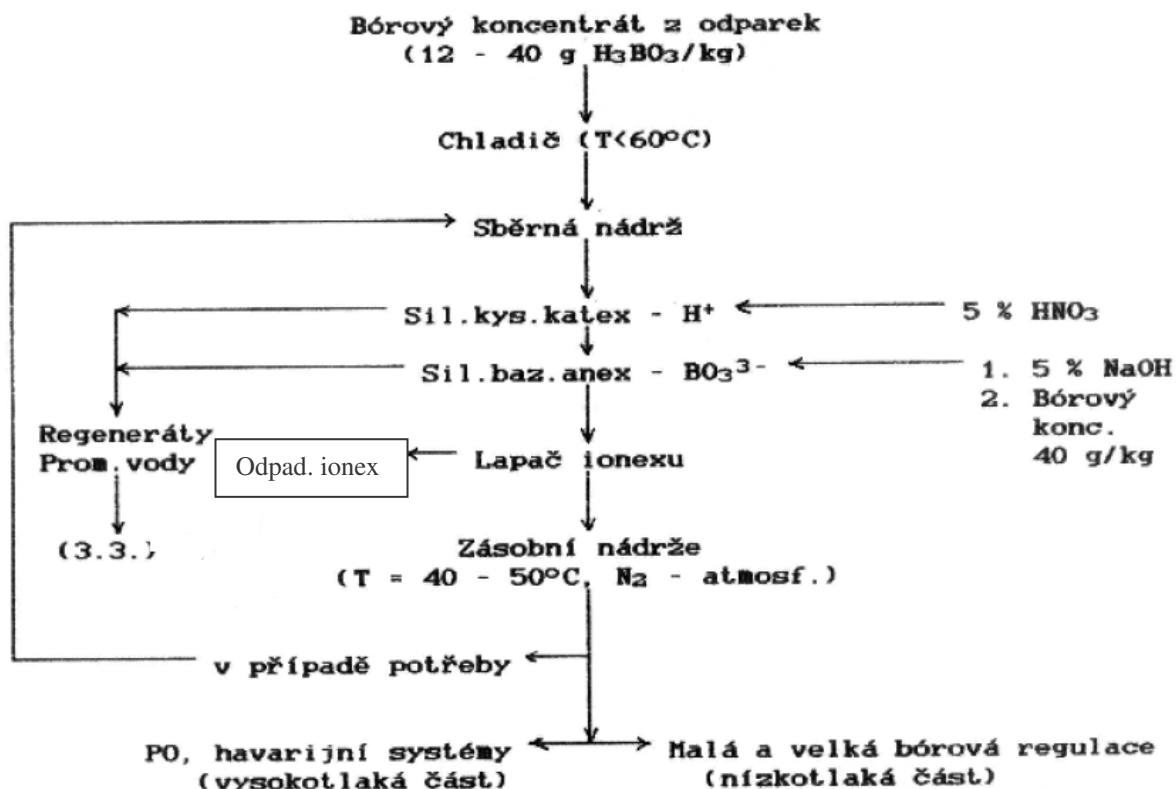 Bórový koncentrát z odparek
(12 - 40 g H₃BO₃/kg)
Chladič (T<60°C)
Sběrná nádrž
Sil.kys.katex - H⁺
5 % HNO₃
Sil.baz.anex - BO₃³⁻
1. 5 % NaOH
2. Bórový
konc.
40 g/kg
Regeneráty
Prom.vody
Odpad. ionex
Lapač ionexu
(3.3.)
Zásobní nádrže
(T = 40 - 50°C, N₂ - atmosf.)
v případě potřeby
PO, havarijní systémy
(vysokotlaká část)
Malá a velká bórová regulace
(nízkotlaká část)